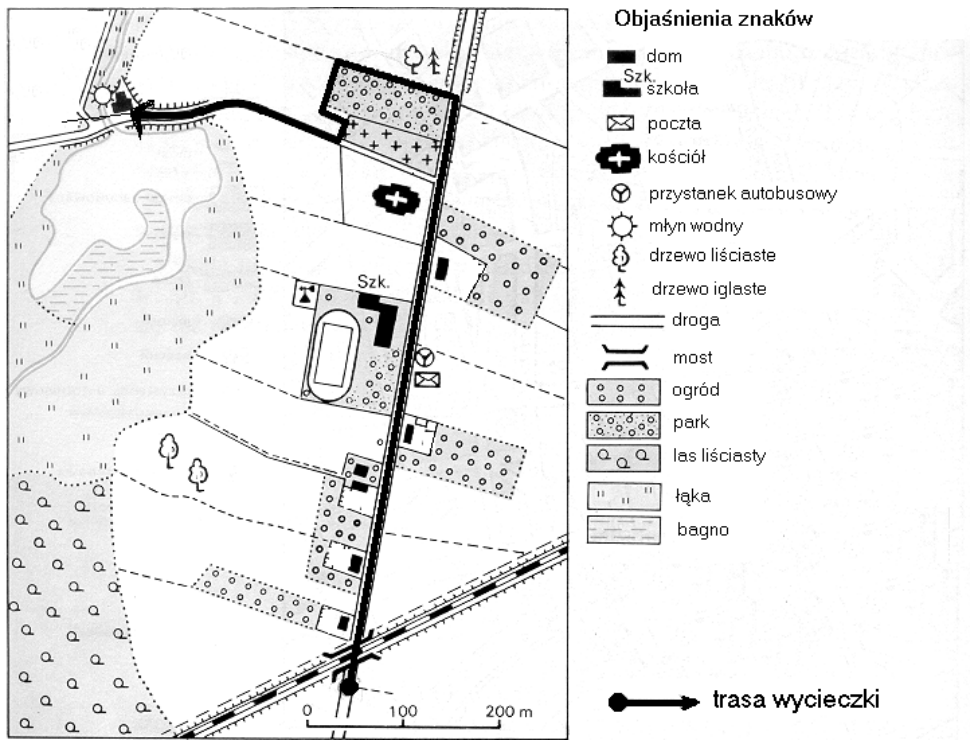 Objaśnienia znaków
dom
Szk.
szkoła
poczta
kościół
przystanek autobusowy
młyn wodny
drzewo liściaste
drzewo iglaste
droga
most
ogród
park
las liściasty
łąka
bagno
trasa wycieczki
Szk.
0 100 200 m